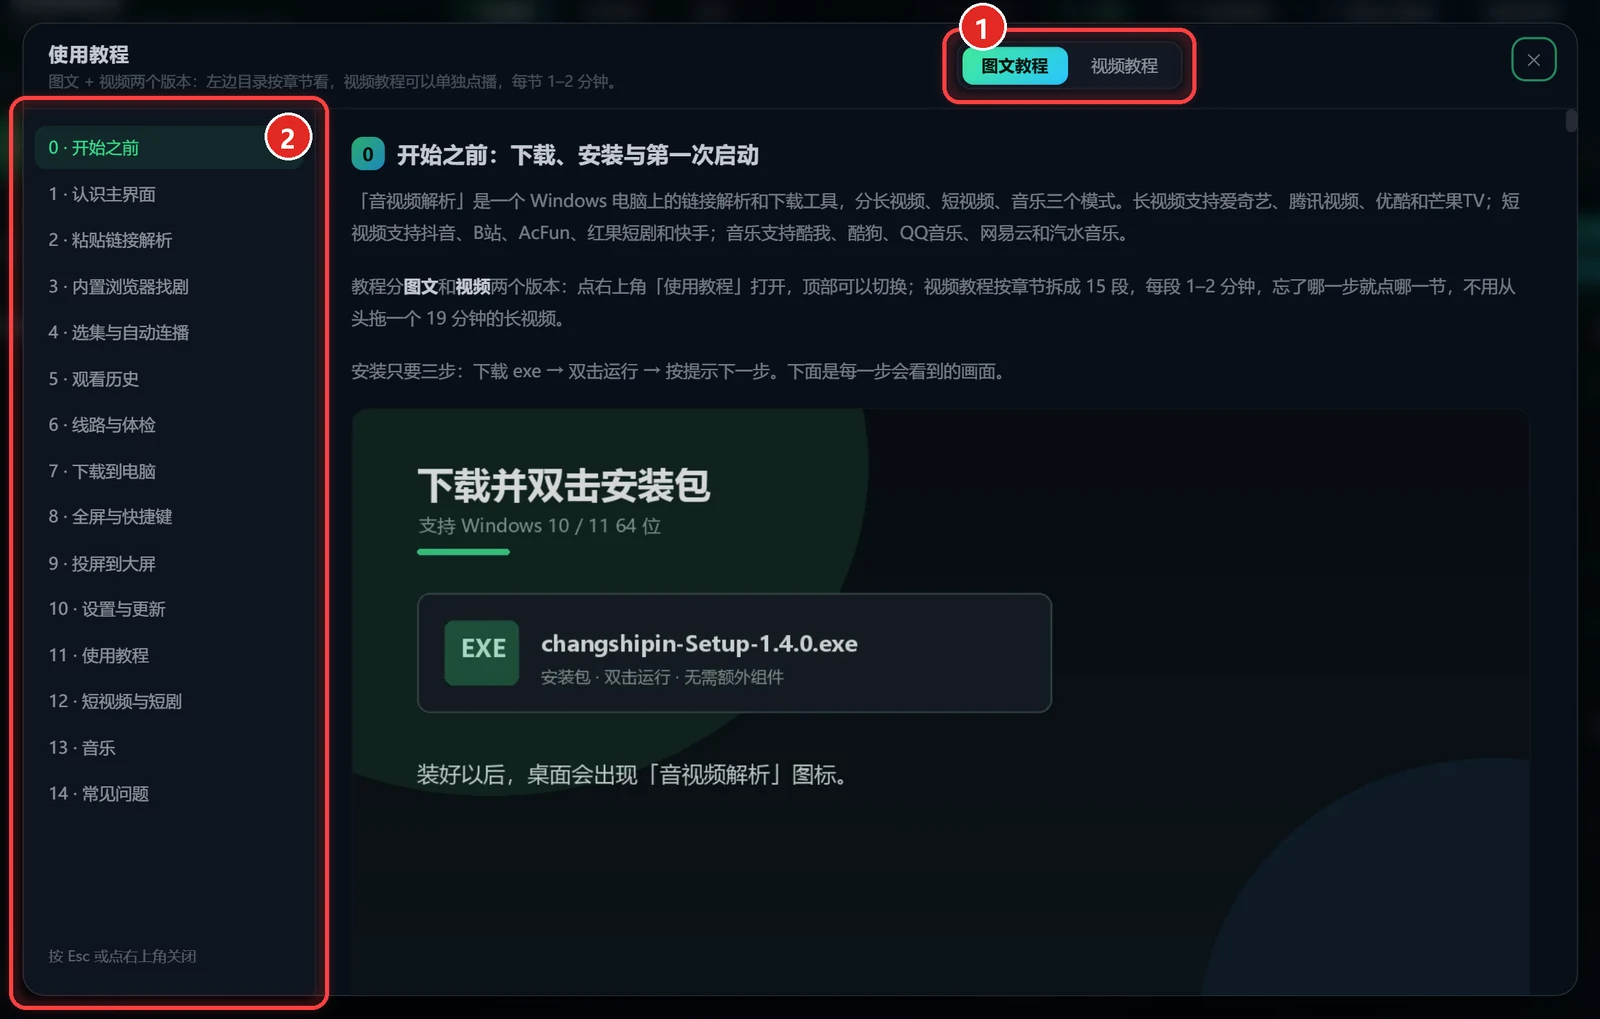 使用教程
图文 + 视频两个版本：左边目录按章节看，视频教程可以单独点播，每节 1–2 分钟。
1
图文教程
视频教程
2
0 · 开始之前
1 · 认识主界面
2 · 粘贴链接解析
3 · 内置浏览器找剧
4 · 选集与自动连播
5 · 观看历史
6 · 线路与体检
7 · 下载到电脑
8 · 全屏与快捷键
9 · 投屏到大屏
10 · 设置与更新
11 · 使用教程
12 · 短视频与短剧
13 · 音乐
14 · 常见问题
按 Esc 或点右上角关闭
0 开始之前：下载、安装与第一次启动
「音视频解析」是一个 Windows 电脑上的链接解析和下载工具，分长视频、短视频、音乐三个模式。长视频支持爱奇艺、腾讯视频、优酷和芒果TV；短
视频支持抖音、B站、AcFun、红果短剧和快手；音乐支持酷我、酷狗、QQ音乐、网易云和汽水音乐。
教程分图文和视频两个版本：点右上角「使用教程」打开，顶部可以切换；视频教程按章节拆成 15 段，每段 1–2 分钟，忘了哪一步就点哪一节，不用从
头拖一个 19 分钟的长视频。
安装只要三步：下载 exe → 双击运行 → 按提示下一步。下面是每一步会看到的画面。
下载并双击安装包
支持 Windows 10 / 11 64 位
EXE
changshipin-Setup-1.4.0.exe
安装包 · 双击运行 · 无需额外组件
装好以后，桌面会出现「音视频解析」图标。